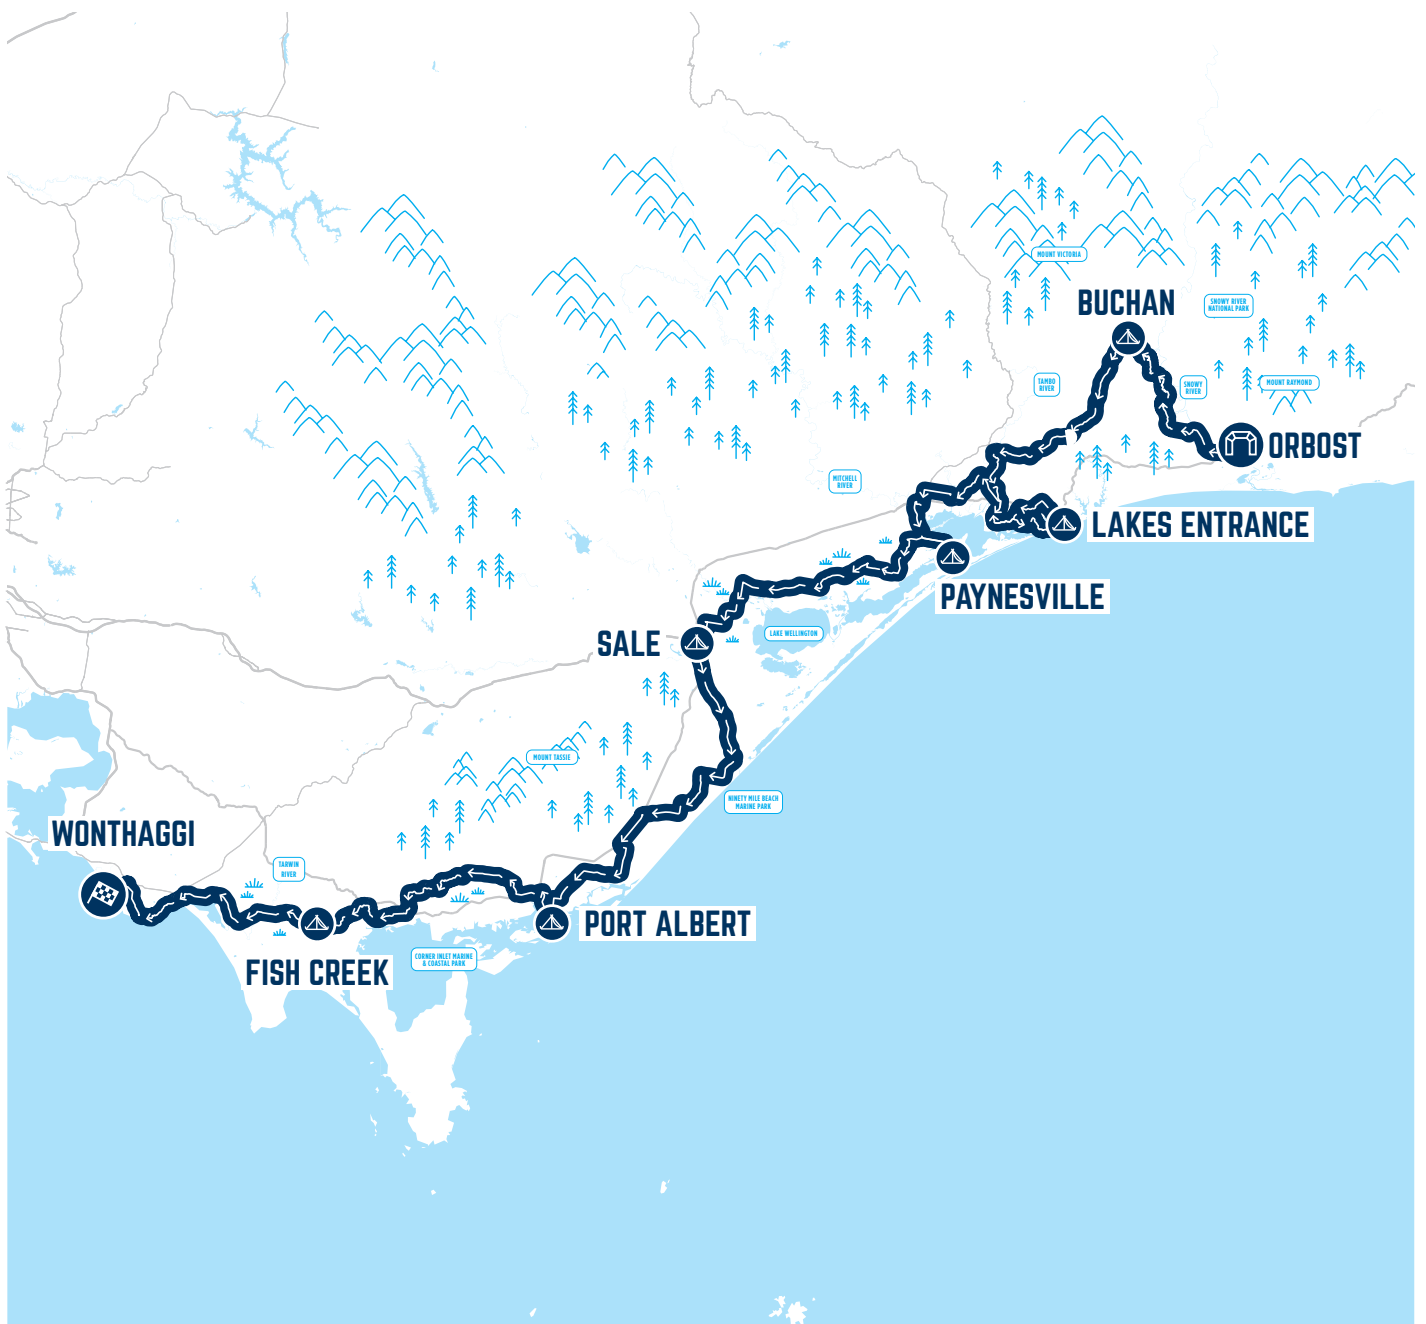 MOUNT VICTORIA
BUCHAN
SNOWY RIVER
NATIONAL PARK
TAMBO
RIVER
SNOWY
RIVER
MOUNT RAYMOND
ORBOST
MITCHELL
RIVER
LAKES ENTRANCE
PAYNESVILLE
SALE
LAKE WELLINGTON
MOUNT TASSIE
NINETY MILE BEACH
MARINE PARK
WONTHAGGI
TARWIN
RIVER
PORT ALBERT
CORNER INLET MARINE
& COASTAL PARK
FISH CREEK